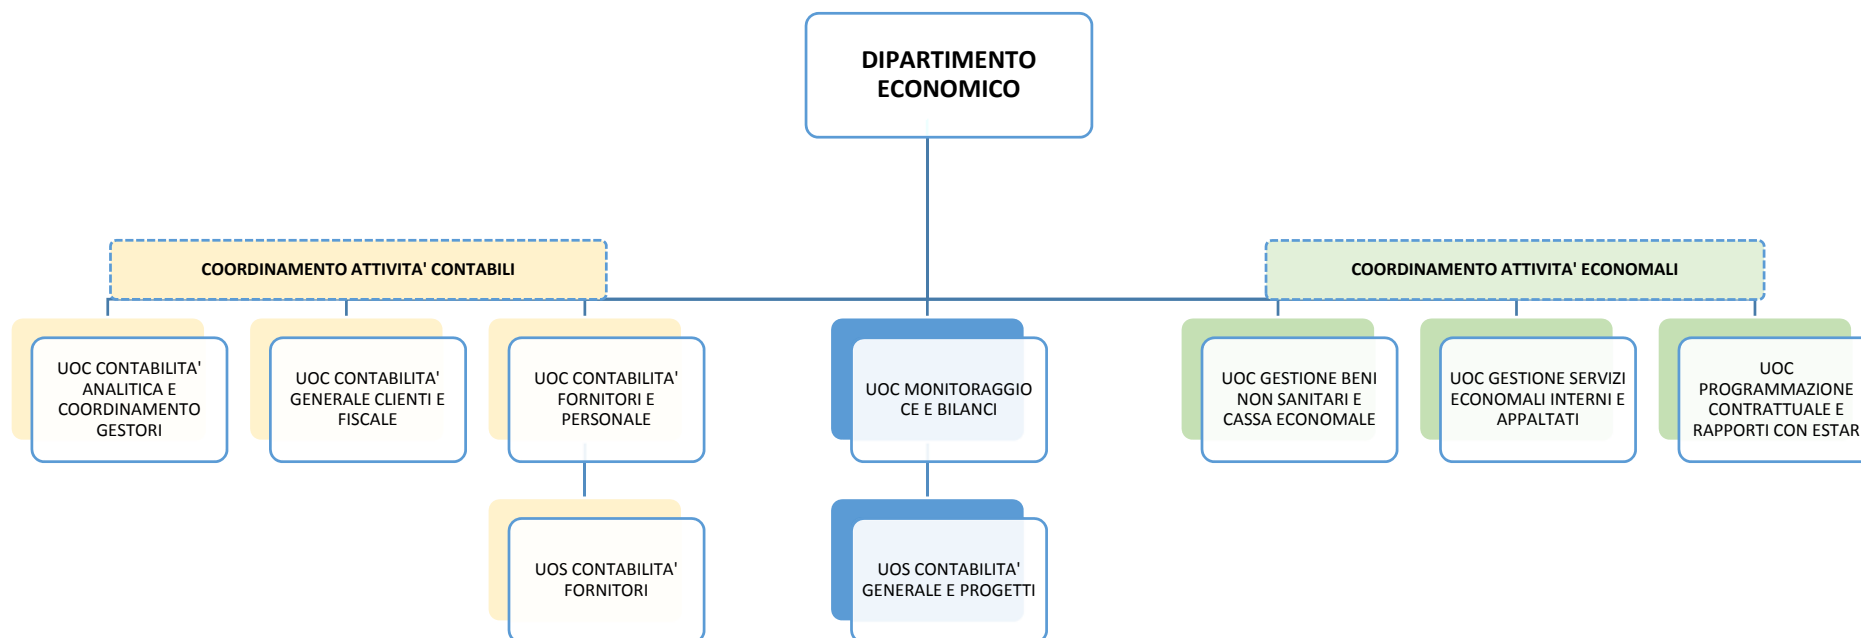 DIPARTIMENTO
ECONOMICO
COORDINAMENTO ATTIVITA' CONTABILI
COORDINAMENTO ATTIVITA' ECONOMALI
UOC CONTABILITA'
ANALITICA E
COORDINAMENTO
GESTORI
UOC CONTABILITA'
GENERALE CLIENTI E
FISCALE
UOC CONTABILITA'
FORNITORI E
PERSONALE
UOC MONITORAGGIO
CE E BILANCI
UOC GESTIONE BENI
NON SANITARI E
CASSA ECONOMALE
UOC GESTIONE SERVIZI
ECONOMALI INTERNI E
APPALTATI
UOC
PROGRAMMAZIONE
CONTRATTUALE E
RAPPORTI CON ESTAR
UOS CONTABILITA'
FORNITORI
UOS CONTABILITA'
GENERALE E PROGETTI